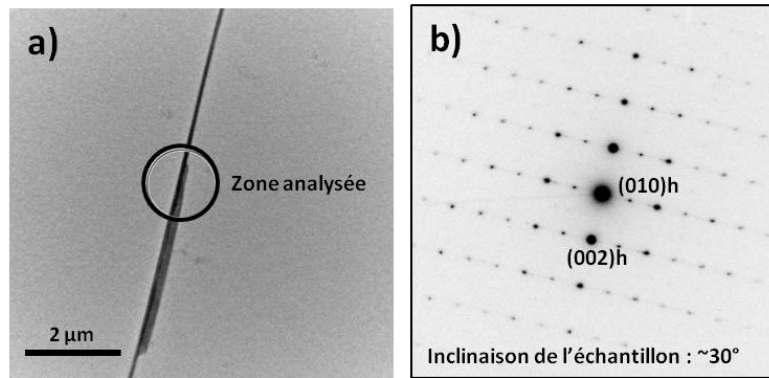 a)
Zone analysée
2 µm
b)
(010)h
(002)h
Inclinaison de l'échantillon : ~30°